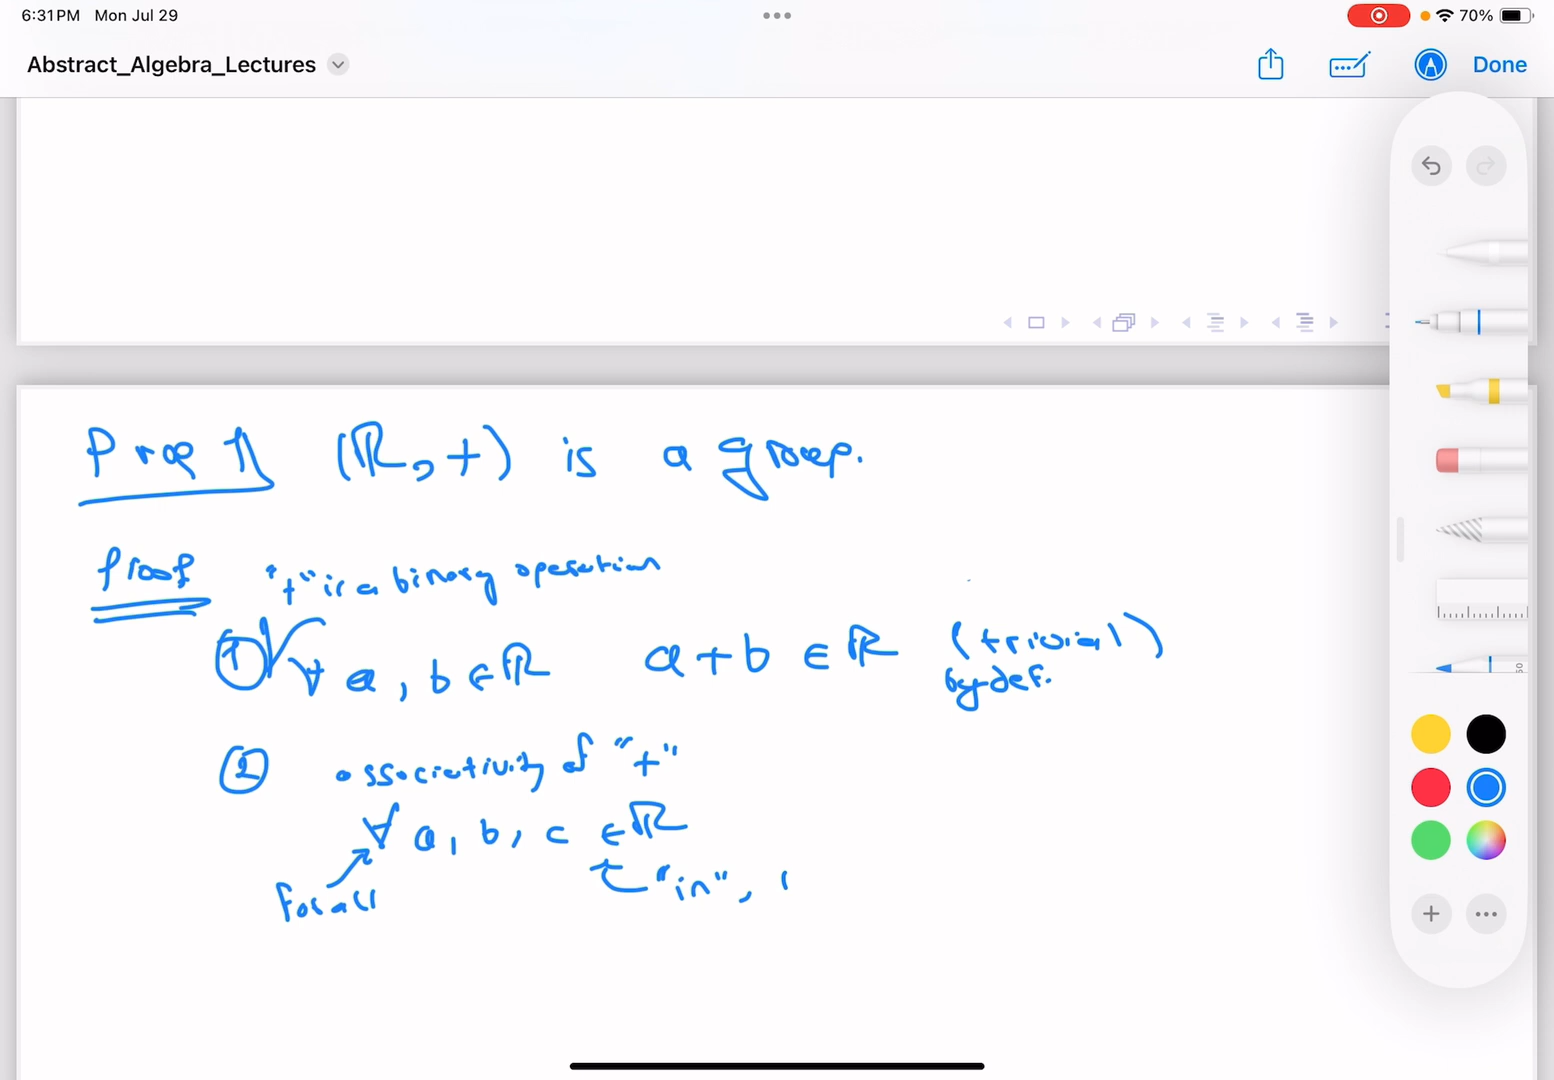 6:31PM Mon Jul 29
70%
Abstract_Algebra_Lectures
Done
Prop 1 (ℝ, +) is a group.
Proof "+" is a binary operation
① ∀ a, b ∈ ℝ a + b ∈ ℝ (trivial)
by def.
② associativity of "+"
∀ a, b, c ∈ ℝ
for all "in", (
50